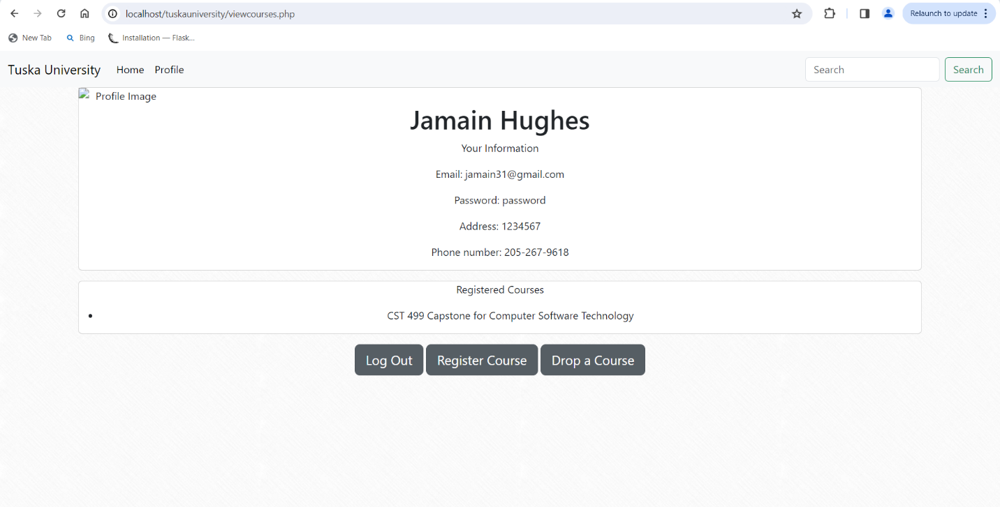 localhost/tuskauniversity/viewcourses.php
Relaunch to update
New Tab Bing Installation — Flask...
Tuska University Home Profile Search Search
Profile Image
Jamain Hughes
Your Information
Email: jamain31@gmail.com
Password: password
Address: 1234567
Phone number: 205-267-9618
Registered Courses
CST 499 Capstone for Computer Software Technology
Log Out Register Course Drop a Course